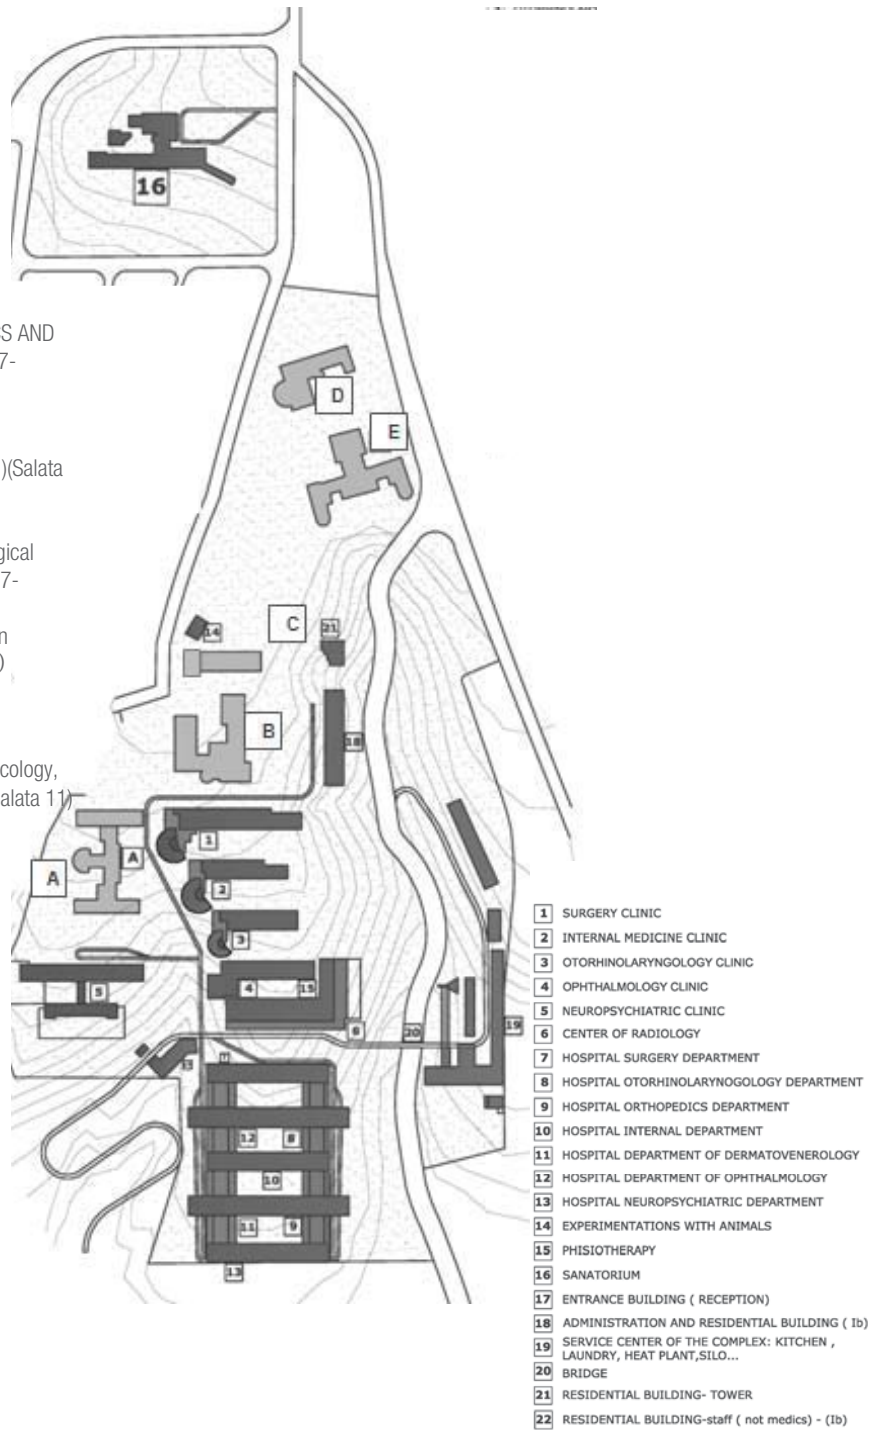 16
CS AND
7-
D
E
)(Salata
gical
7-
C
21
14
n
)
B
18
cology,
alata 11)
1
A
A
2
3
5
4
15
6
20
19
7
12
8
10
11
9
13
1 SURGERY CLINIC
2 INTERNAL MEDICINE CLINIC
3 OTORHINOLARYNGOLOGY CLINIC
4 OPHTHALMOLOGY CLINIC
5 NEUROPSYCHIATRIC CLINIC
6 CENTER OF RADIOLOGY
7 HOSPITAL SURGERY DEPARTMENT
8 HOSPITAL OTORHINOLARYNOGOLOGY DEPARTMENT
9 HOSPITAL ORTHOPEDICS DEPARTMENT
10 HOSPITAL INTERNAL DEPARTMENT
11 HOSPITAL DEPARTMENT OF DERMATOVENEROLOGY
12 HOSPITAL DEPARTMENT OF OPHTHALMOLOGY
13 HOSPITAL NEUROPSYCHIATRIC DEPARTMENT
14 EXPERIMENTATIONS WITH ANIMALS
15 PHISIOTHERAPY
16 SANATORIUM
17 ENTRANCE BUILDING ( RECEPTION)
18 ADMINISTRATION AND RESIDENTIAL BUILDING ( Ib)
19 SERVICE CENTER OF THE COMPLEX: KITCHEN ,
LAUNDRY, HEAT PLANT,SILO...
20 BRIDGE
21 RESIDENTIAL BUILDING- TOWER
22 RESIDENTIAL BUILDING-staff ( not medics) - (Ib)